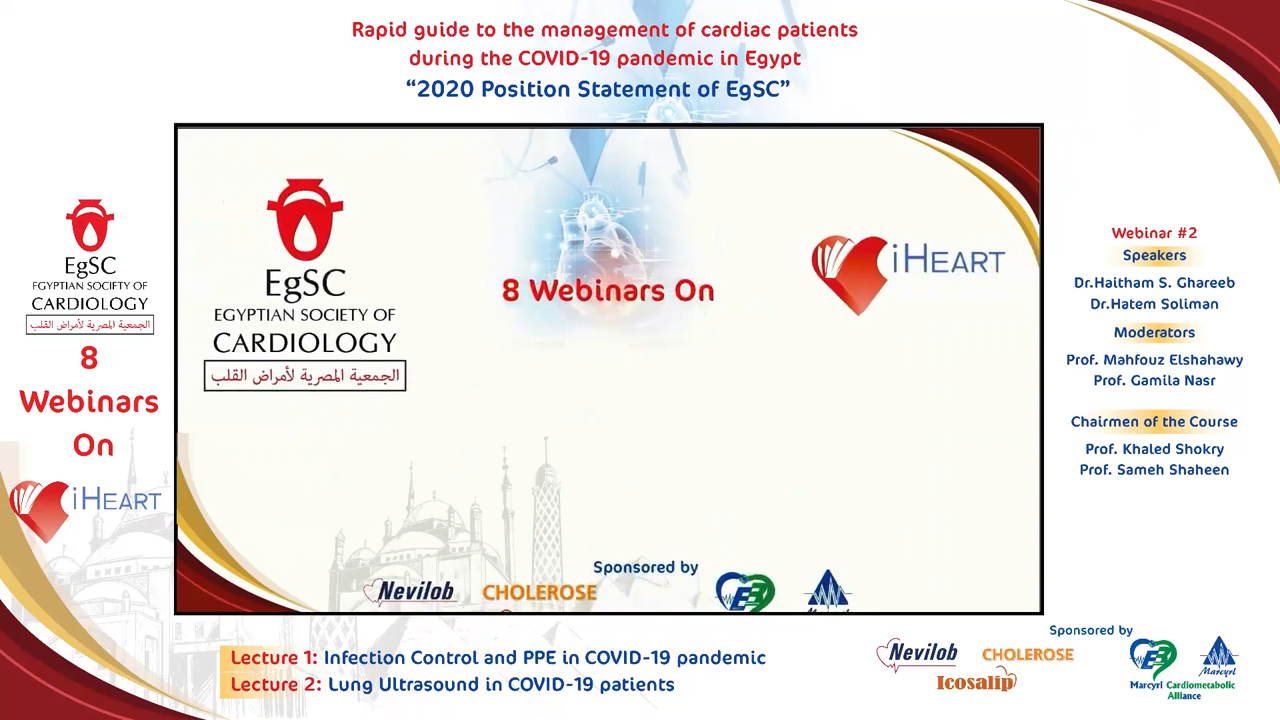 Rapid guide to the management of cardiac patients
during the COVID-19 pandemic in Egypt
“2020 Position Statement of EgSC”
EgSC
EGYPTIAN SOCIETY OF
CARDIOLOGY
الجمعية المصرية لأمراض القلب
8
Webinars
On
iHEART
EgSC
EGYPTIAN SOCIETY OF
CARDIOLOGY
الجمعية المصرية لأمراض القلب
8 Webinars On
iHEART
Sponsored by
Nevilob
CHOLEROSE
Webinar #2
Speakers
Dr.Haitham S. Ghareeb
Dr.Hatem Soliman
Moderators
Prof. Mahfouz Elshahawy
Prof. Gamila Nasr
Chairmen of the Course
Prof. Khaled Shokry
Prof. Sameh Shaheen
Lecture 1: Infection Control and PPE in COVID-19 pandemic
Lecture 2: Lung Ultrasound in COVID-19 patients
Sponsored by
Nevilob
CHOLEROSE
Icosalip
Marcyrl Cardiometabolic
Alliance
Marcyrl